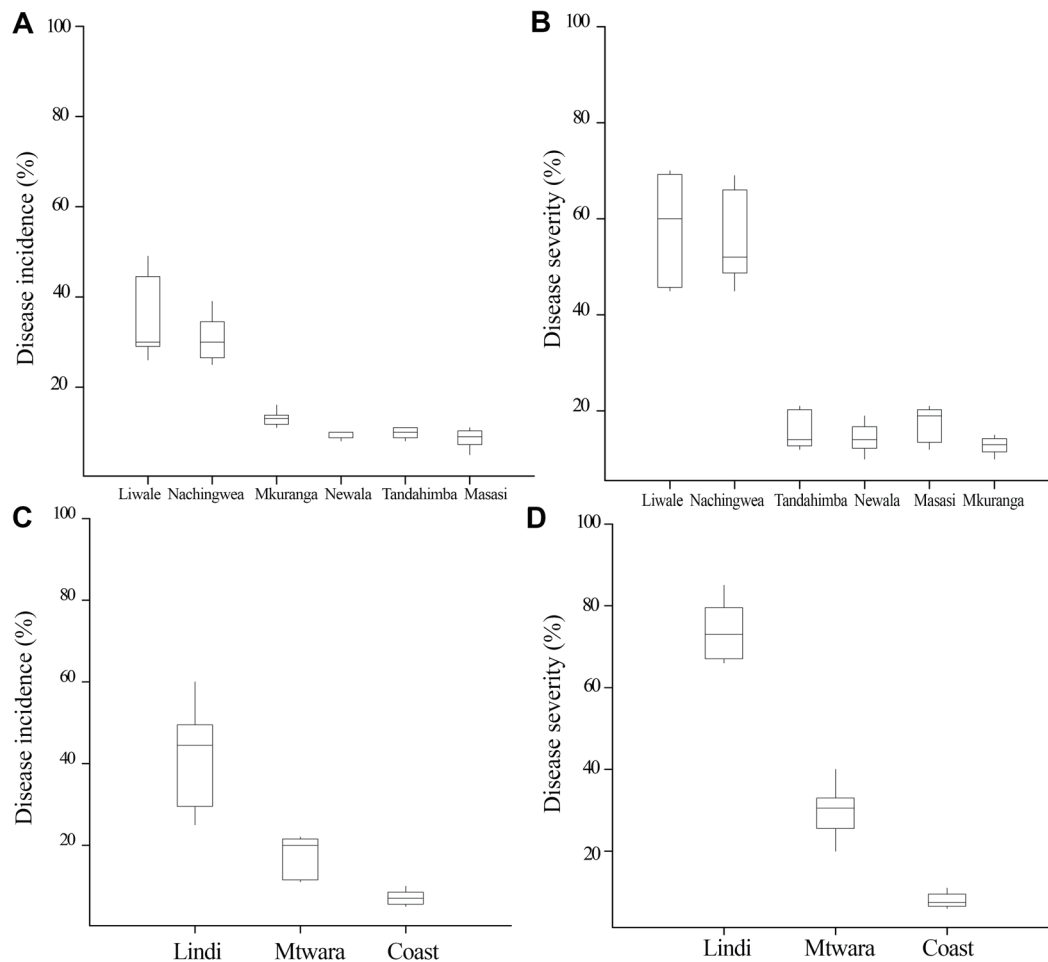 A
100
80
60
40
20
Disease incidence (%)
Liwale Nachingwea Mkuranga Newala Tandahimba Masasi
B
100
80
60
40
20
Disease severity (%)
Liwale Nachingwea Tandahimba Newala Masasi Mkuranga
C
100
80
60
40
20
Disease incidence (%)
Lindi Mtwara Coast
D
100
80
60
40
20
Disease severity (%)
Lindi Mtwara Coast